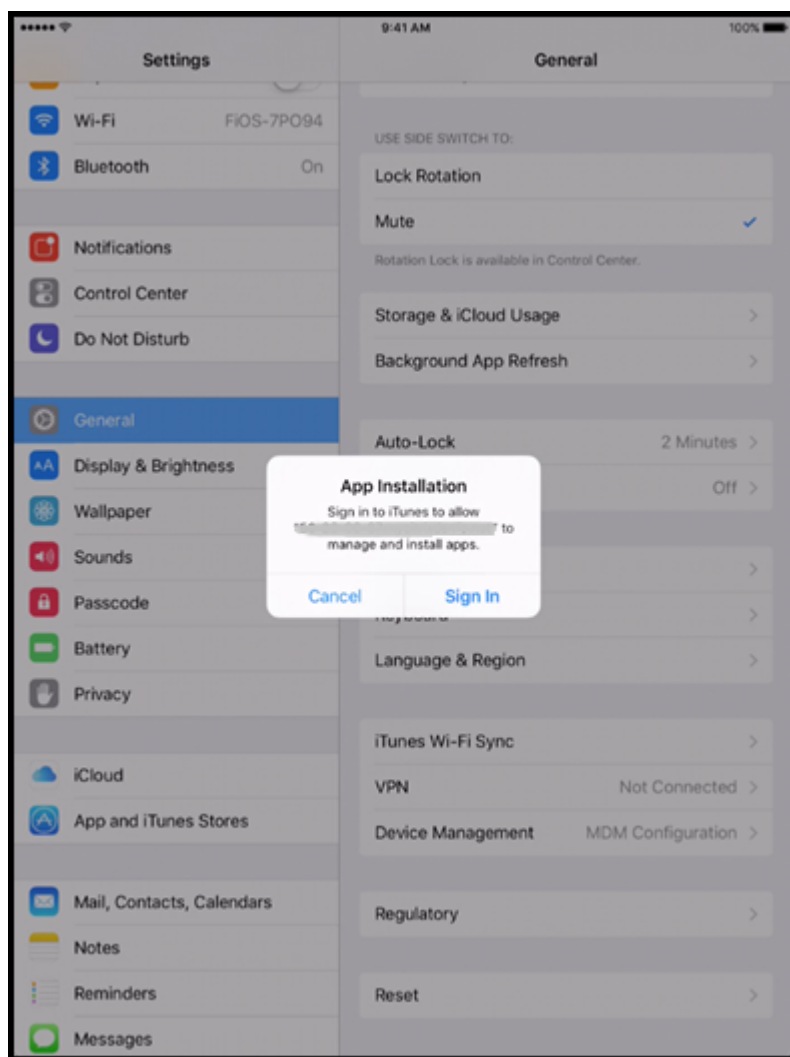 9:41 AM
100%
Settings
General
Wi-Fi
FiOS-7PO94
Bluetooth
On
Notifications
Control Center
Do Not Disturb
General
Display & Brightness
Wallpaper
Sounds
Passcode
Battery
Privacy
iCloud
App and iTunes Stores
Mail, Contacts, Calendars
Notes
Reminders
Messages
USE SIDE SWITCH TO:
Lock Rotation
Mute
Rotation Lock is available in Control Center.
Storage & iCloud Usage
Background App Refresh
Auto-Lock
2 Minutes
Off
Language & Region
iTunes Wi-Fi Sync
VPN
Not Connected
Device Management
MDM Configuration
Regulatory
Reset
App Installation
Sign in to iTunes to allow
" to
manage and install apps.
Cancel
Sign In